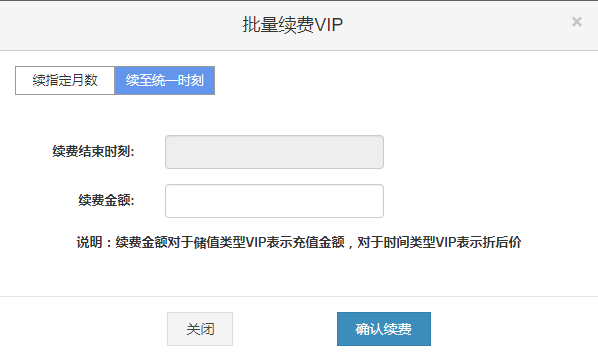 批量续费VIP
×
续指定月数 续至统一时刻
续费结束时刻:
续费金额:
说明：续费金额对于储值类型VIP表示充值金额，对于时间类型VIP表示折后价
关闭 确认续费